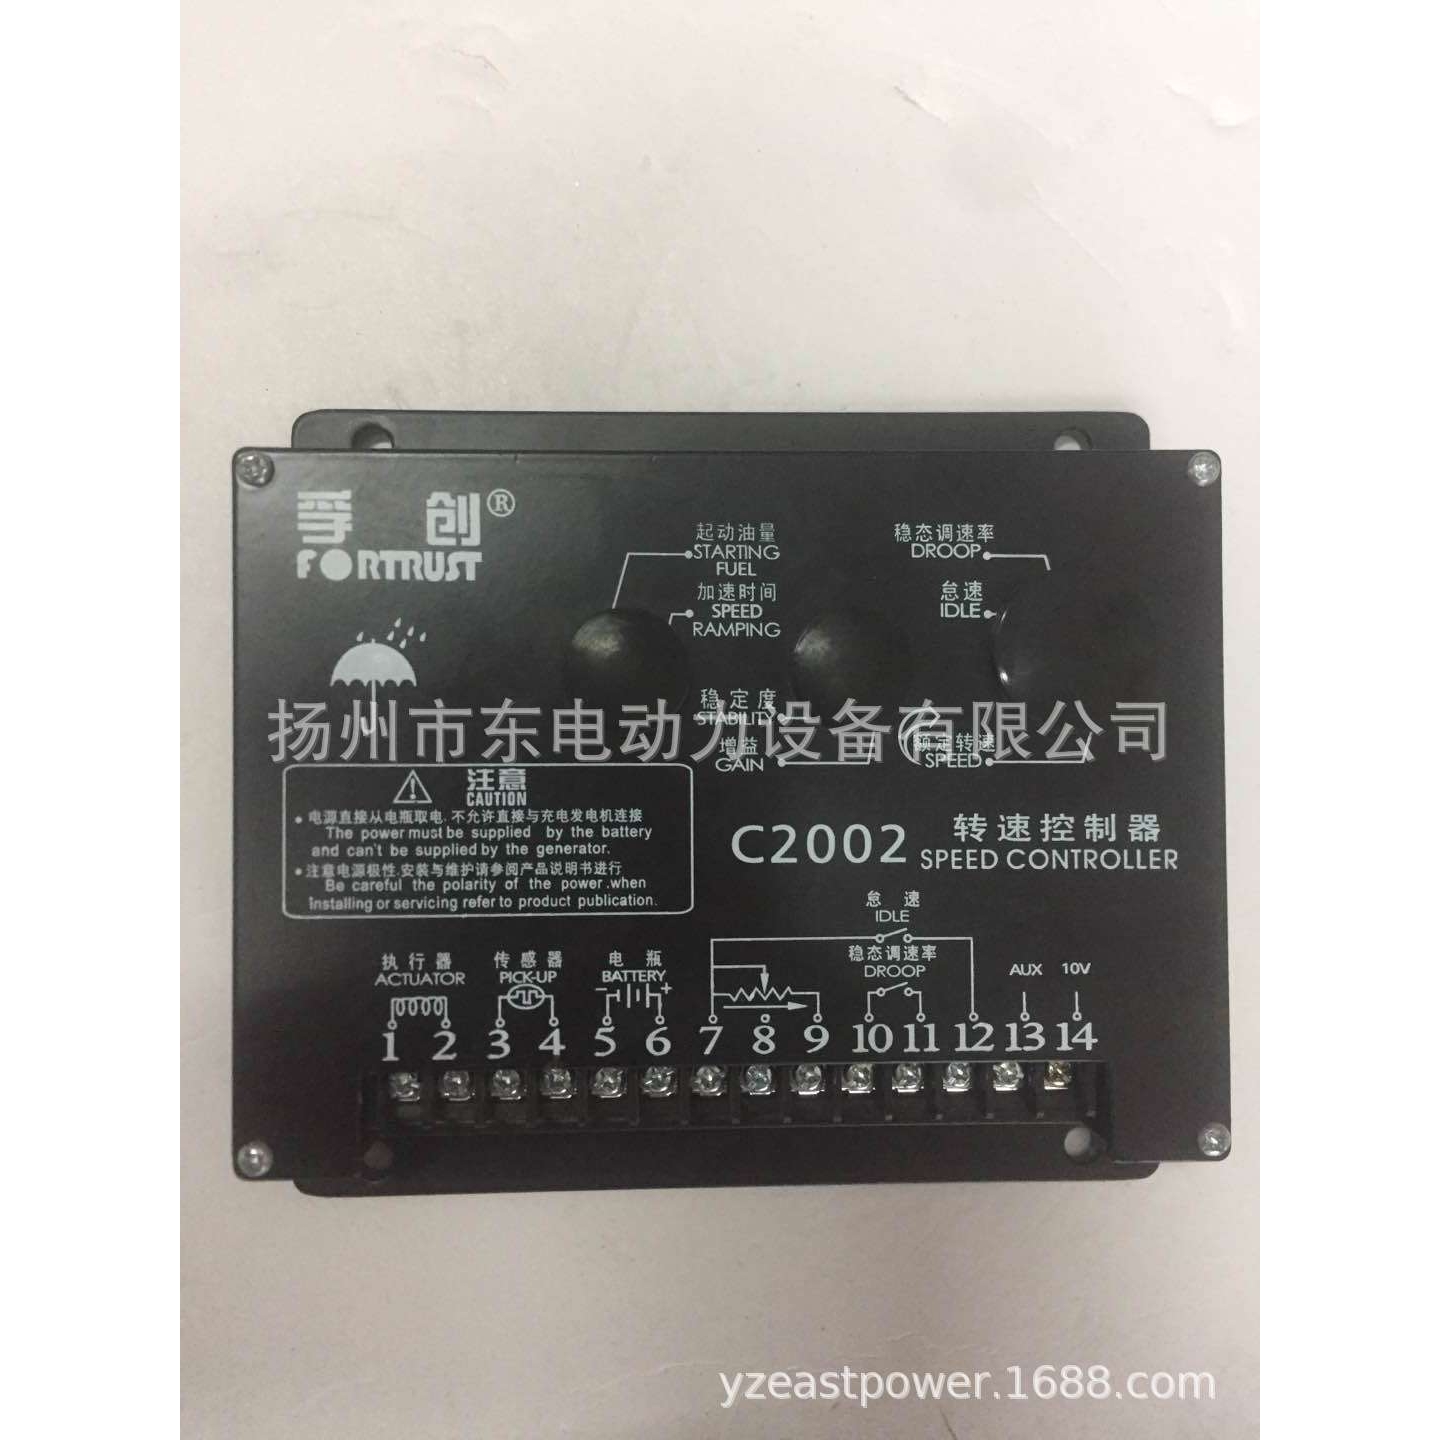 孚创®
FORTRUST
起动油量
STARTING
FUEL
加速时间
SPEED
RAMPING
稳态调速率
DROOP
怠速
IDLE
稳定度
STABILITY
增益
GAIN
额定转速
SPEED
扬州市东电动力设备有限公司
注意
CAUTION
• 电源直接从电瓶取电.不允许直接与充电发电机连接
The power must be supplied by the battery
and can't be supplied by the generator.
• 注意电源极性.安装与维护请参阅产品说明书进行
Be careful the polarity of the power .when
installing or servicing refer to product publication.
C2002 转速控制器
SPEED CONTROLLER
执行器
ACTUATOR
传感器
PICK-UP
电瓶
BATTERY
- +
怠速
IDLE
稳态调速率
DROOP
AUX 10V
1 2 3 4 5 6 7 8 9 10 11 12 13 14
yzeastpower.1688.com